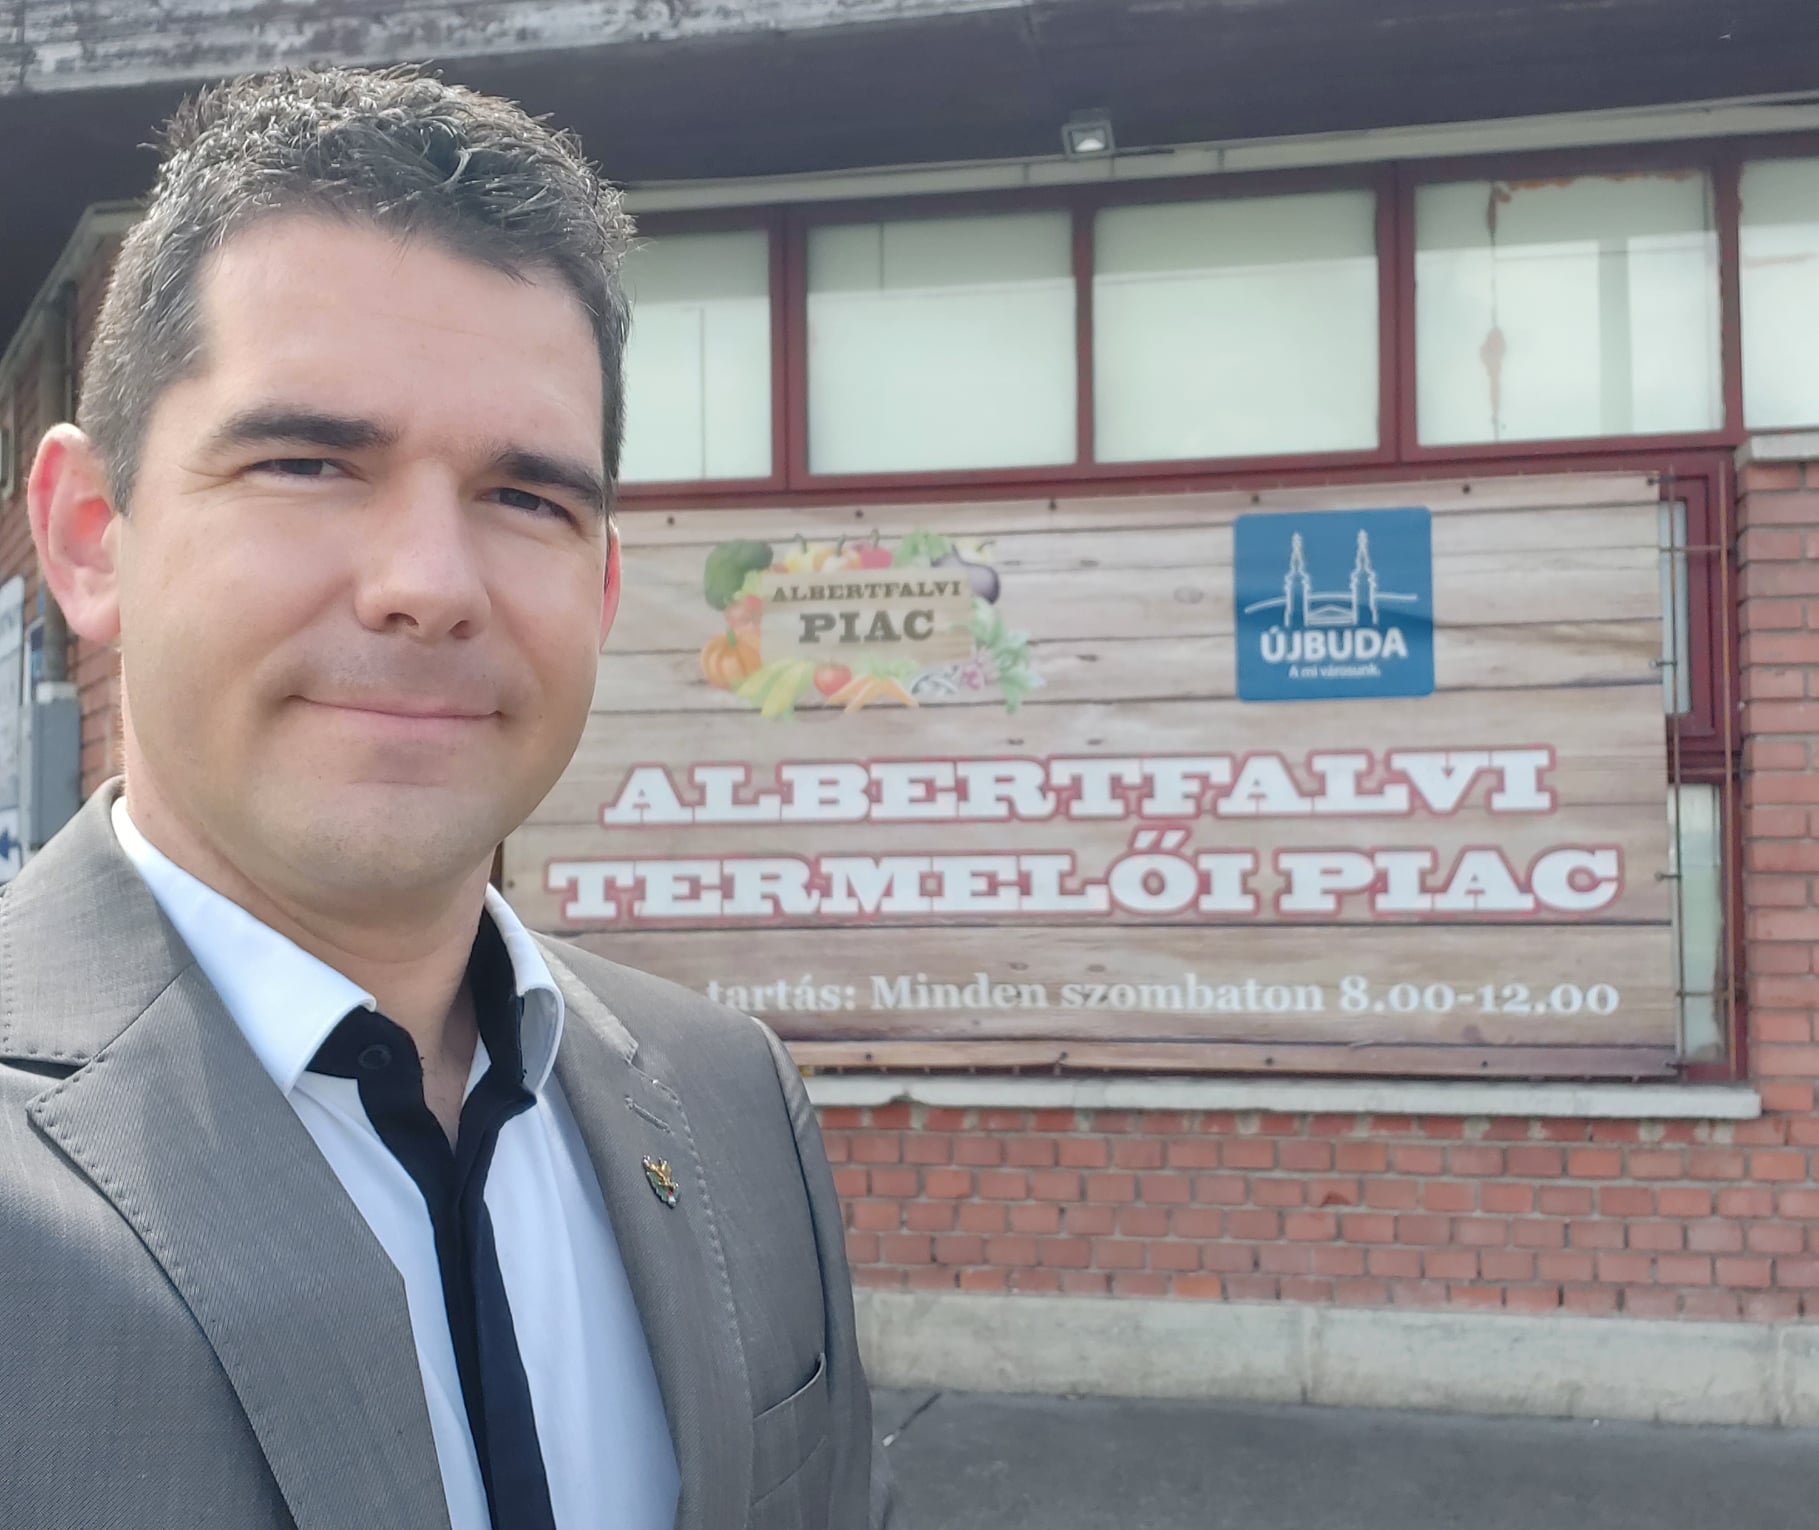 ALBERTFALVI
PIAC
ÚJBUDA
A mi városunk.
ALBERTFALVI
TERMELŐI PIAC
tartás: Minden szombaton 8.00-12.00